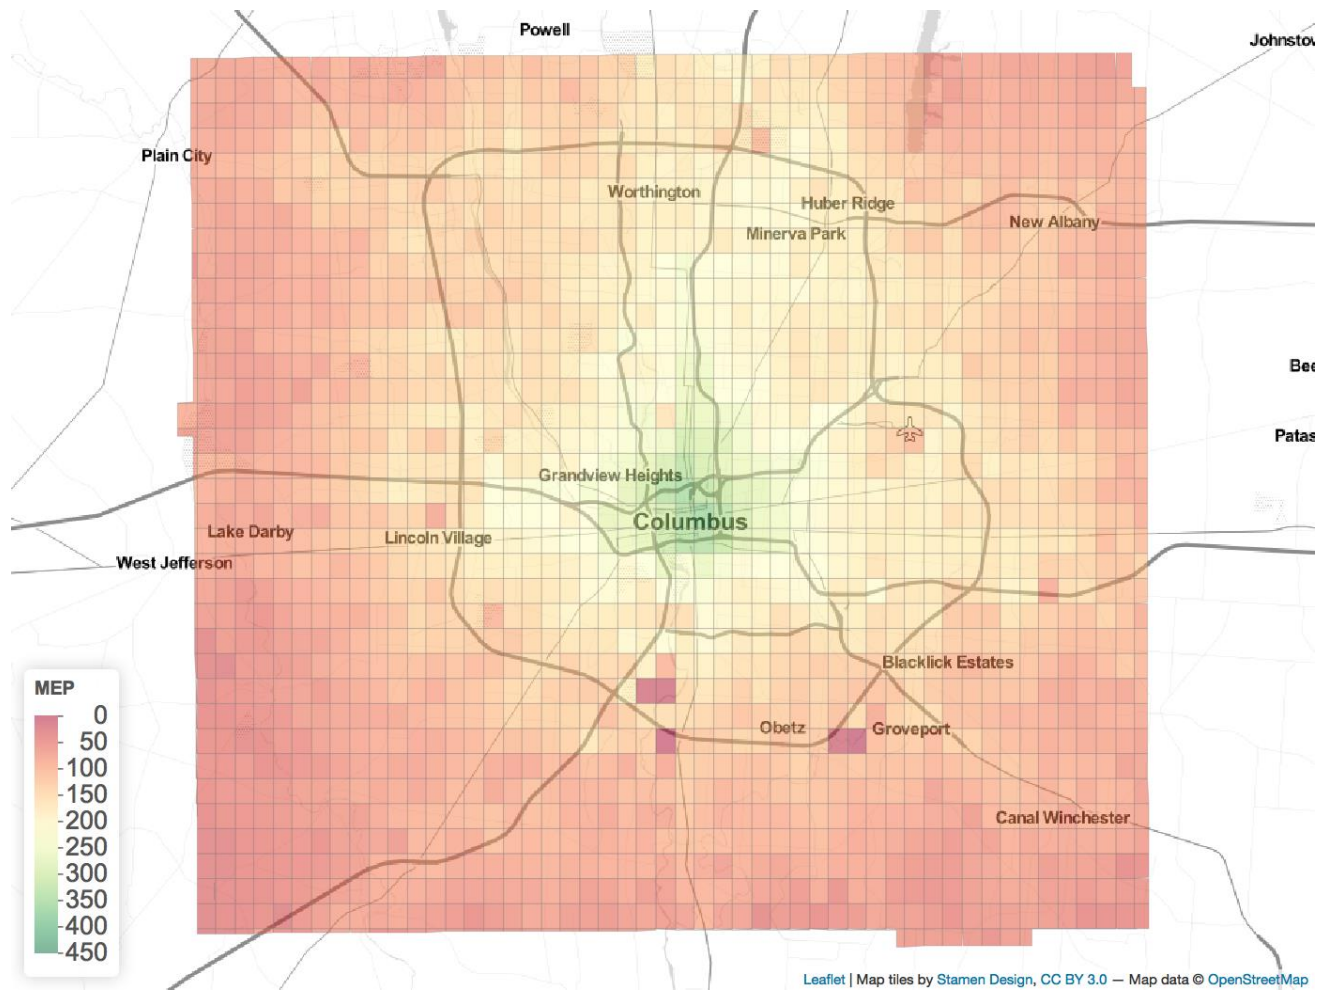 Powell
Johnstov
Plain City
Worthington
Huber Ridge
New Albany
Minerva Park
Bee
Patas
Grandview Heights
Columbus
Lake Darby
Lincoln Village
West Jefferson
Blacklick Estates
MEP
0
50
100
150
200
250
300
350
400
450
Obetz
Groveport
Canal Winchester
Leaflet | Map tiles by Stamen Design, CC BY 3.0 — Map data © OpenStreetMap